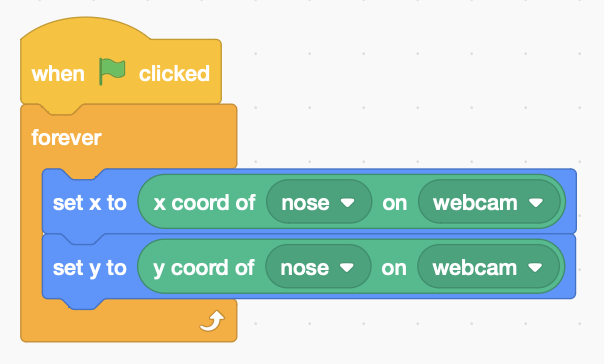 when clicked
forever
set x to x coord of nose on webcam
set y to y coord of nose on webcam